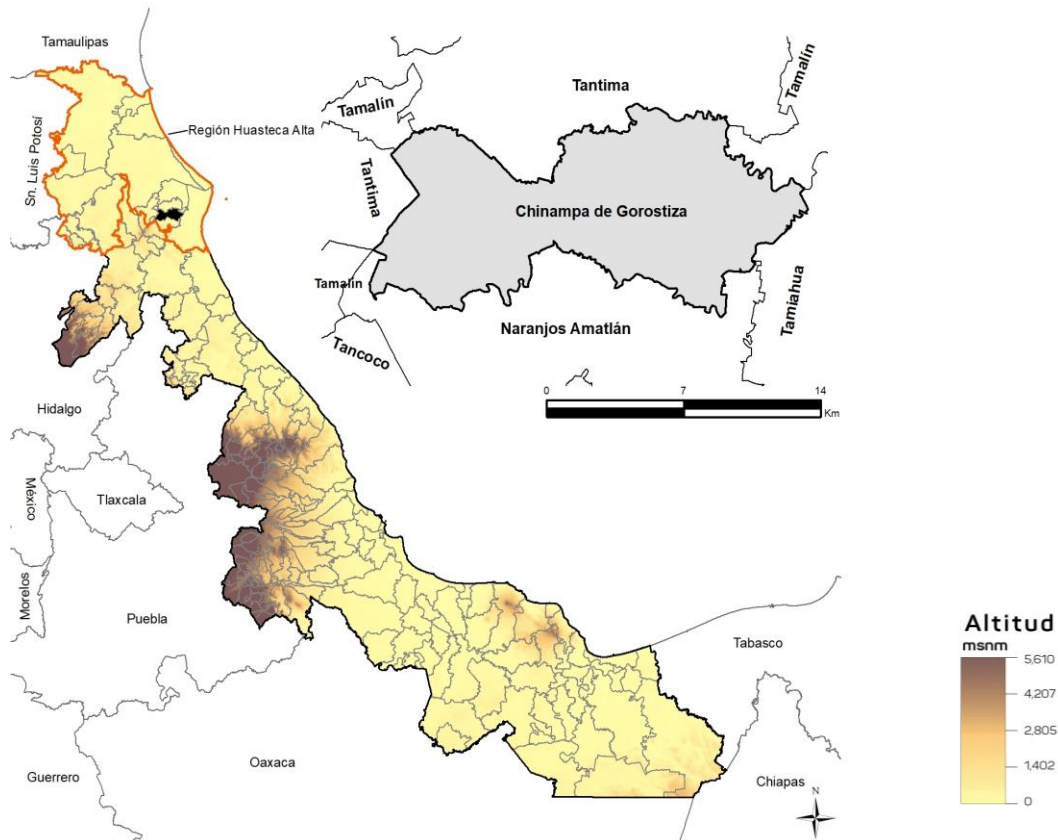 Tamaulipas
Sn. Luis Potosí
Región Huasteca Alta
Hidalgo
México
Tlaxcala
Morelos
Puebla
Guerrero
Oaxaca
Tabasco
Chiapas
Tamalín
Tantima
Tamalín
Tantima
Chinampa de Gorostiza
Tamalín
Tancoco
Naranjos Amatlán
Tamiahua
0 7 14
Km
Altitud
msnm
5,610
4,207
2,805
1402
0
N